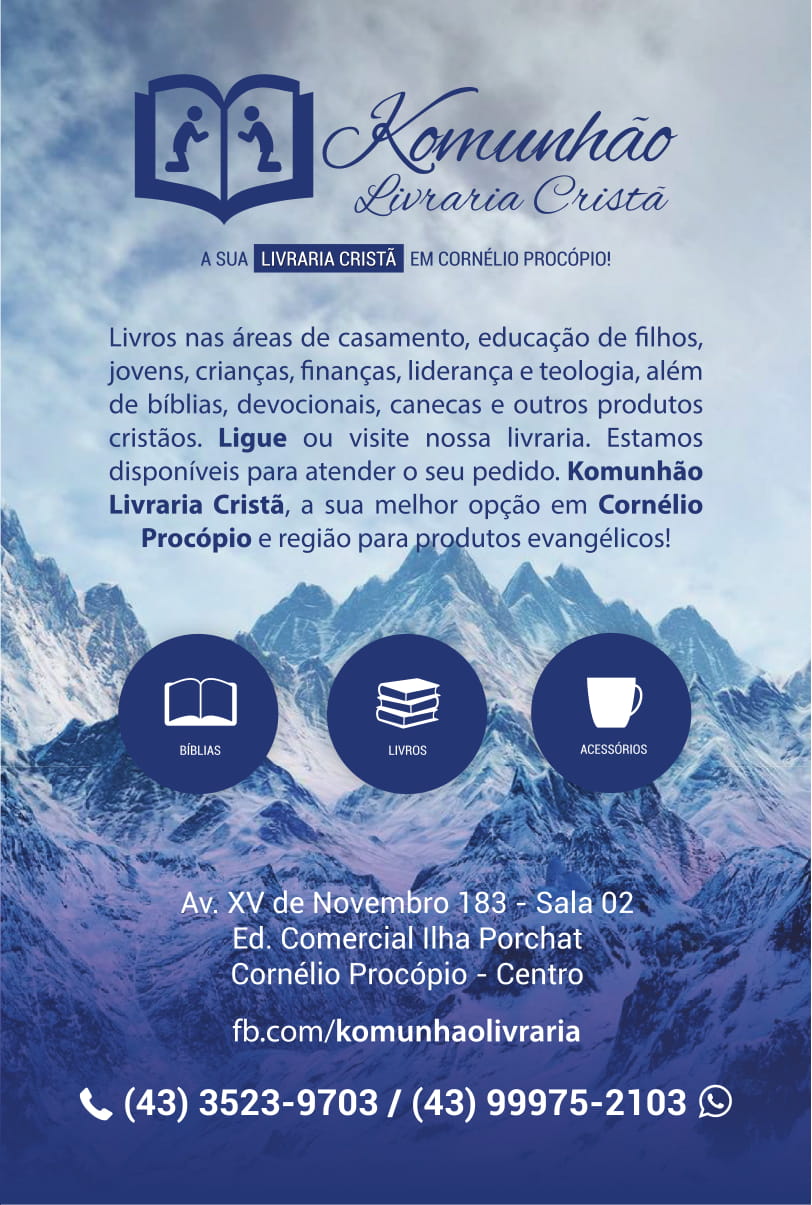 Komunhão
Livraria Cristã
A SUA LIVRARIA CRISTÃ EM CORNÉLIO PROCÓPIO!
Livros nas áreas de casamento, educação de filhos,
jovens, crianças, finanças, liderança e teologia, além
de bíblias, devocionais, canecas e outros produtos
cristãos. Ligue ou visite nossa livraria. Estamos
disponíveis para atender o seu pedido. Komunhão
Livraria Cristã, a sua melhor opção em Cornélio
Procópio e região para produtos evangélicos!
BÍBLIAS
LIVROS
ACESSÓRIOS
Av. XV de Novembro 183 - Sala 02
Ed. Comercial Ilha Porchat
Cornélio Procópio - Centro
fb.com/komunhaolivraria
(43) 3523-9703 / (43) 99975-2103